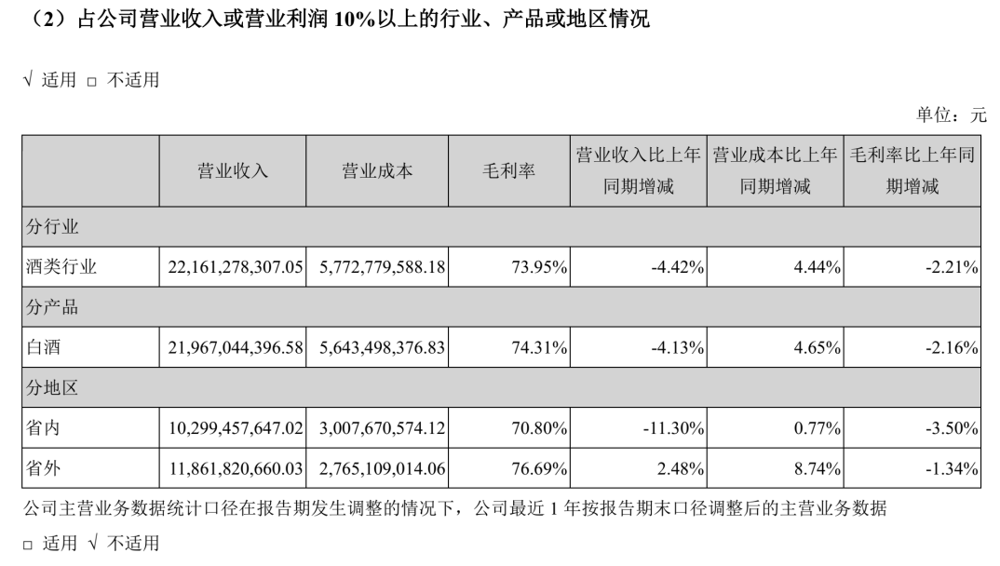 （2）占公司营业收入或营业利润 10%以上的行业、产品或地区情况
√ 适用 □ 不适用
单位：元
营业收入 营业成本 毛利率 营业收入比上年同期增减 营业成本比上年同期增减 毛利率比上年同期增减
分行业
酒类行业 22,161,278,307.05 5,772,779,588.18 73.95% -4.42% 4.44% -2.21%
分产品
白酒 21,967,044,396.58 5,643,498,376.83 74.31% -4.13% 4.65% -2.16%
分地区
省内 10,299,457,647.02 3,007,670,574.12 70.80% -11.30% 0.77% -3.50%
省外 11,861,820,660.03 2,765,109,014.06 76.69% 2.48% 8.74% -1.34%
公司主营业务数据统计口径在报告期发生调整的情况下，公司最近 1 年按报告期末口径调整后的主营业务数据
□ 适用 √ 不适用